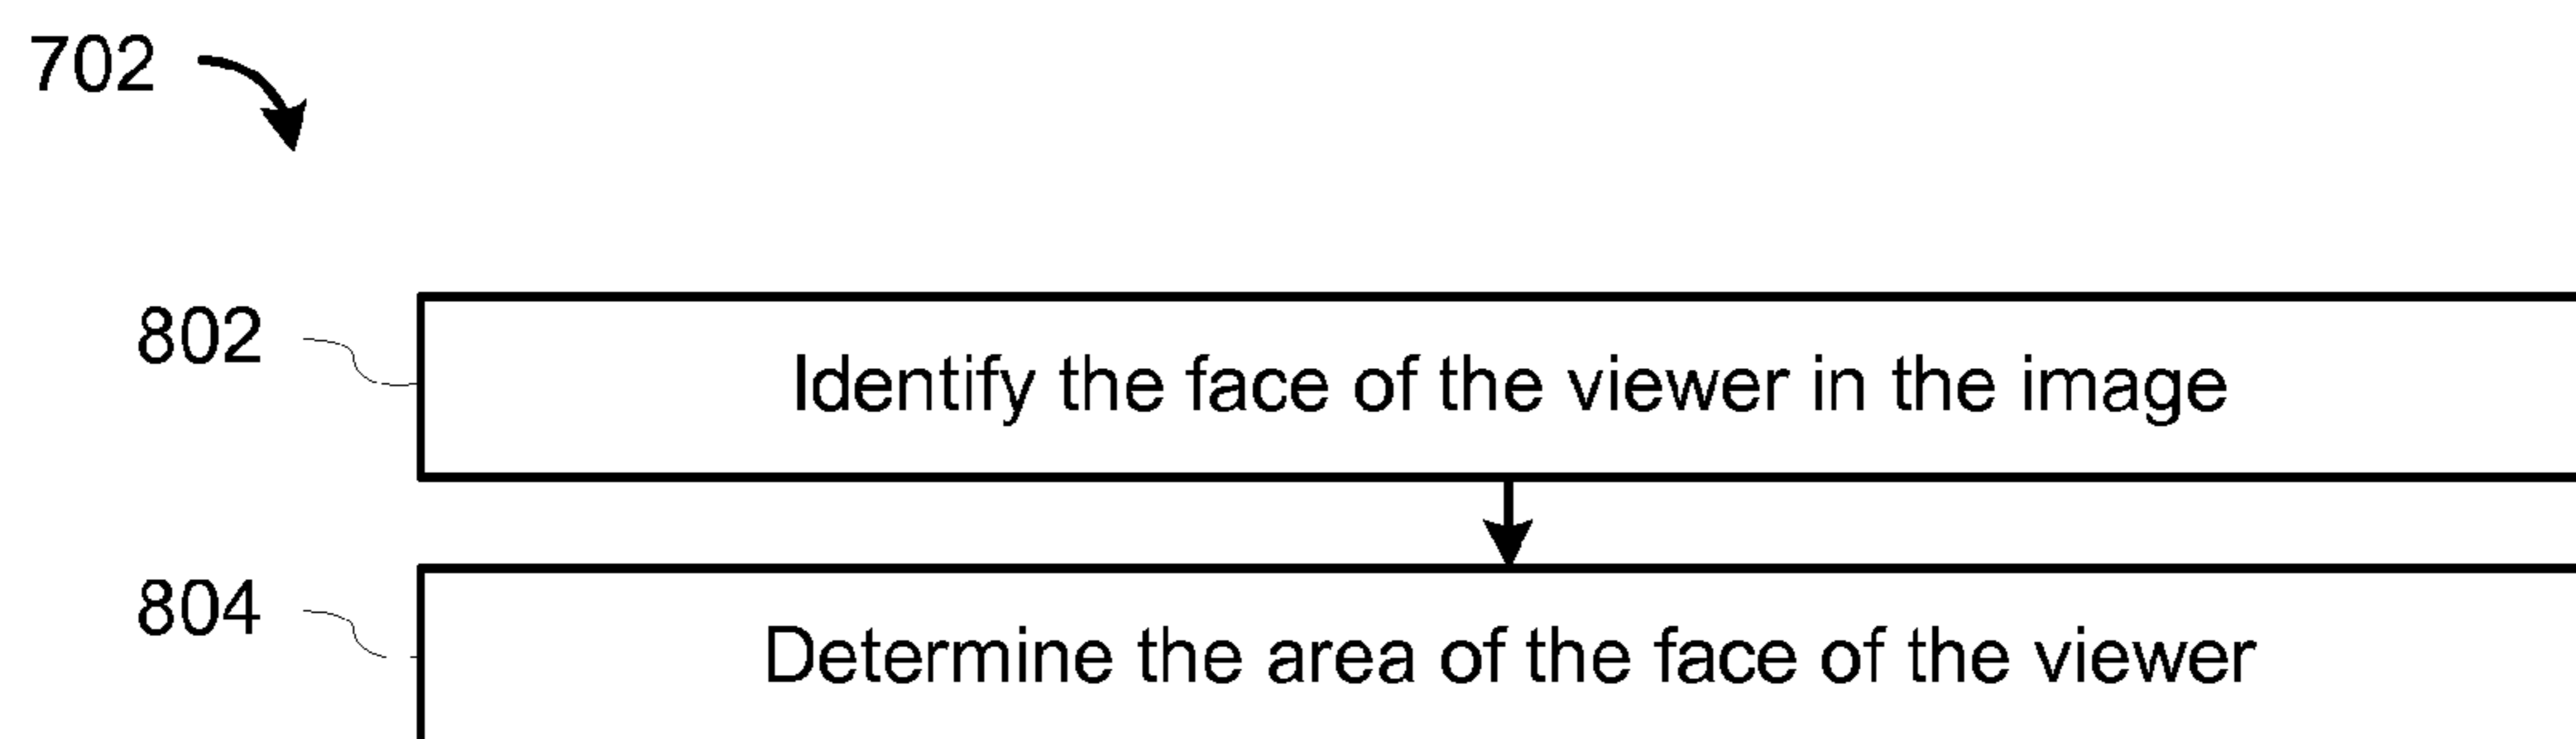 702
802
Identify the face of the viewer in the image
804
Determine the area of the face of the viewer